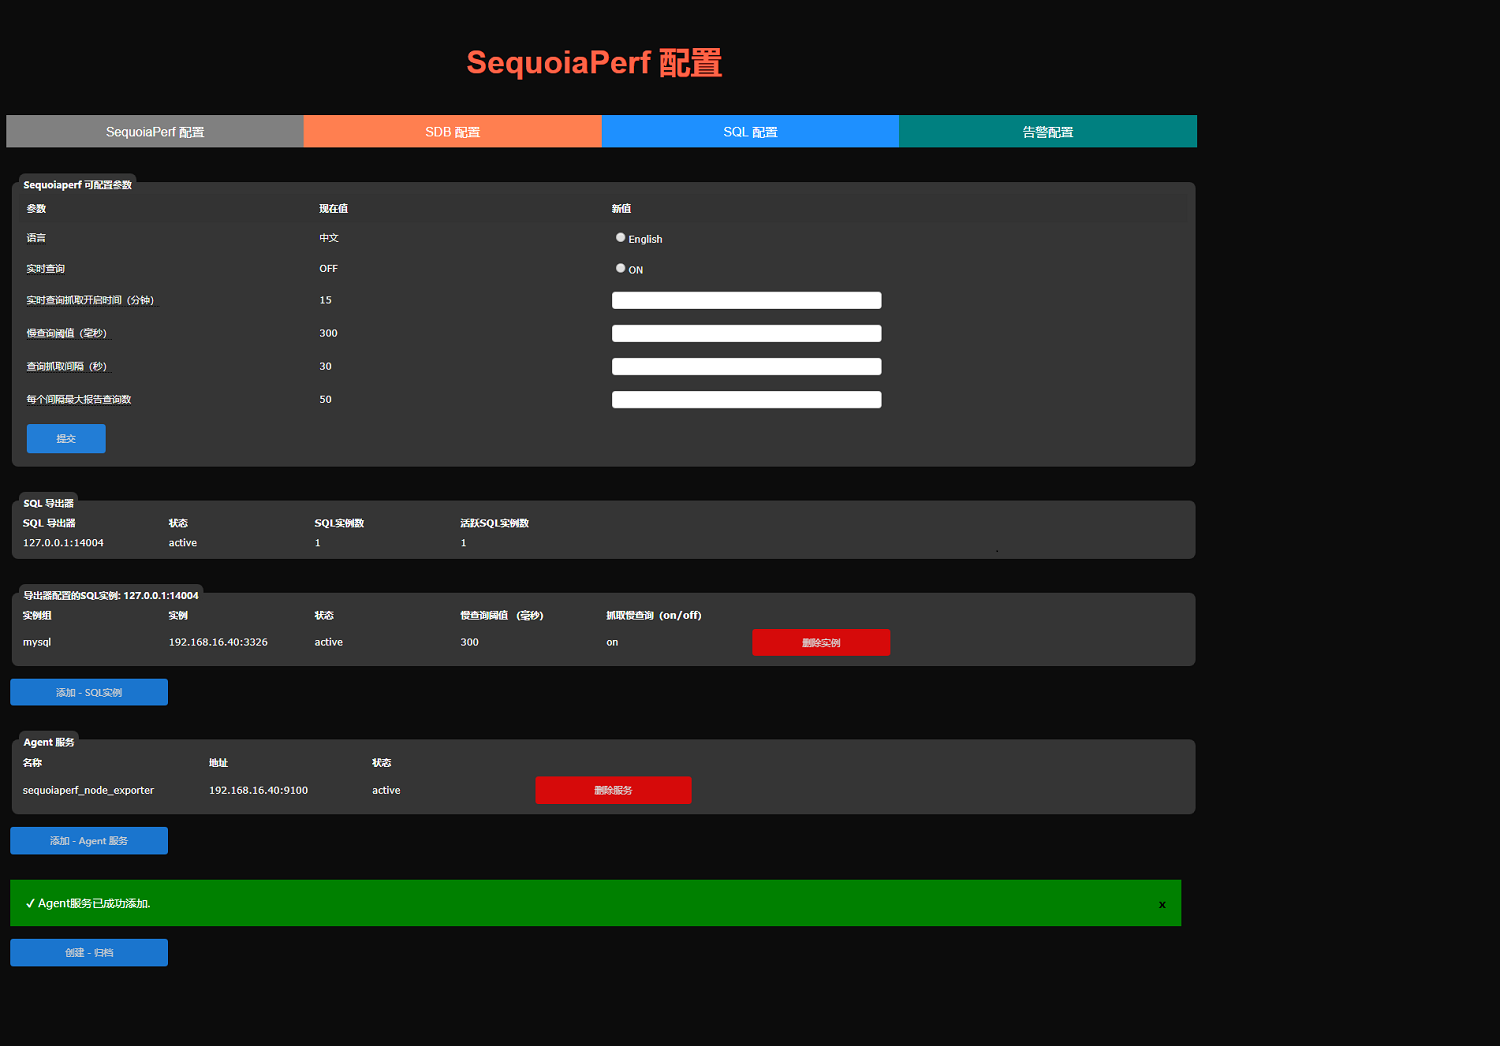 SequoiaPerf 配置
SequoiaPerf 配置 SDB 配置 SQL 配置 告警配置
Sequoiaperf 可配置参数
参数 现在值 新值
语言 中文 English
实时查询 OFF ON
实时查询抓取开启时间（分钟） 15
慢查询阈值（毫秒） 300
查询抓取间隔（秒） 30
每个间隔最大报告查询数 50
提交
SQL 导出器
SQL 导出器 状态 SQL实例数 活跃SQL实例数
127.0.0.1:14004 active 1 1
导出器配置的SQL实例: 127.0.0.1:14004
实例组 实例 状态 慢查询阈值 （毫秒） 抓取慢查询（on/off）
mysql 192.168.16.40:3326 active 300 on 删除实例
添加 - SQL实例
Agent 服务
名称 地址 状态
sequoiaperf_node_exporter 192.168.16.40:9100 active 删除服务
添加 - Agent 服务
✓ Agent服务已成功添加. x
创建 - 归档